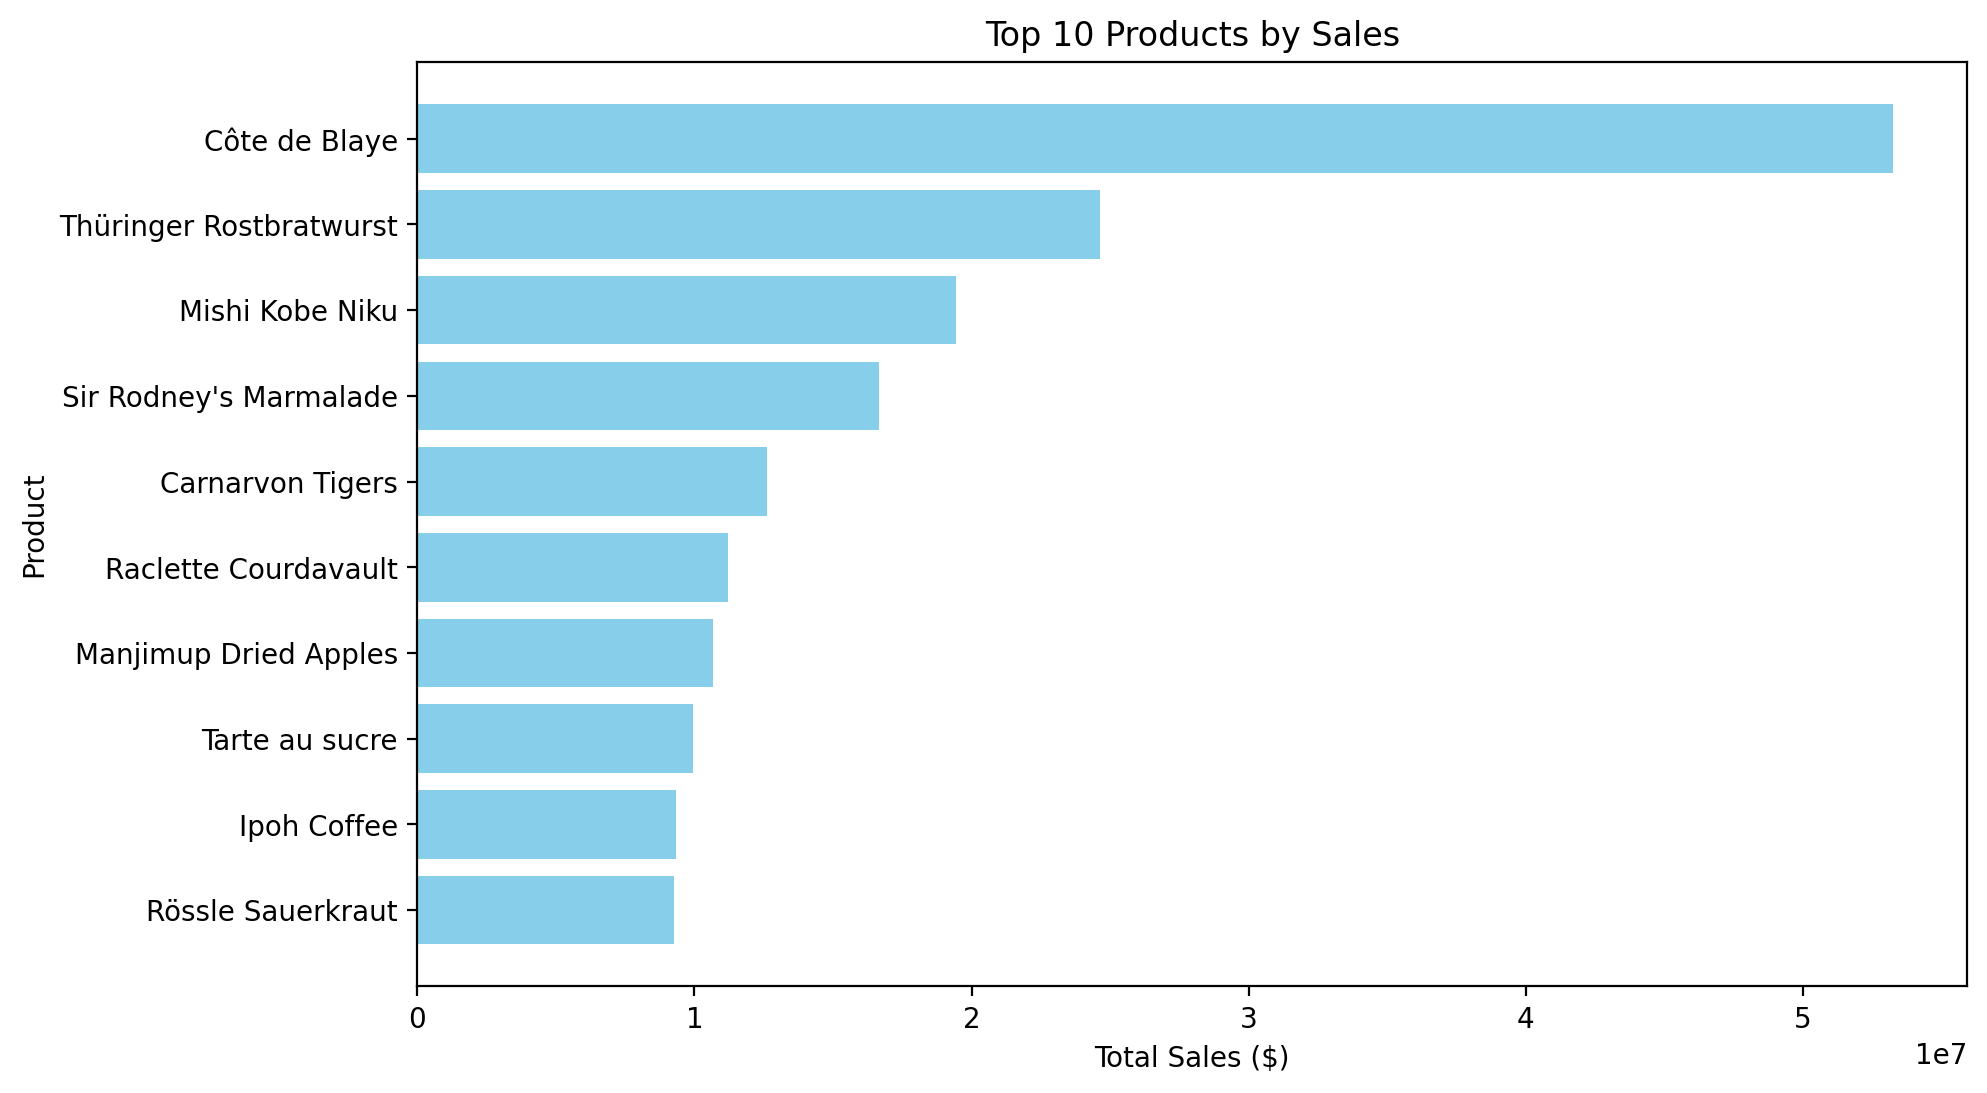 Top 10 Products by Sales
Product
Côte de Blaye
Thüringer Rostbratwurst
Mishi Kobe Niku
Sir Rodney's Marmalade
Carnarvon Tigers
Raclette Courdavault
Manjimup Dried Apples
Tarte au sucre
Ipoh Coffee
Rössle Sauerkraut
0 1 2 3 4 5
Total Sales ($)
1e7